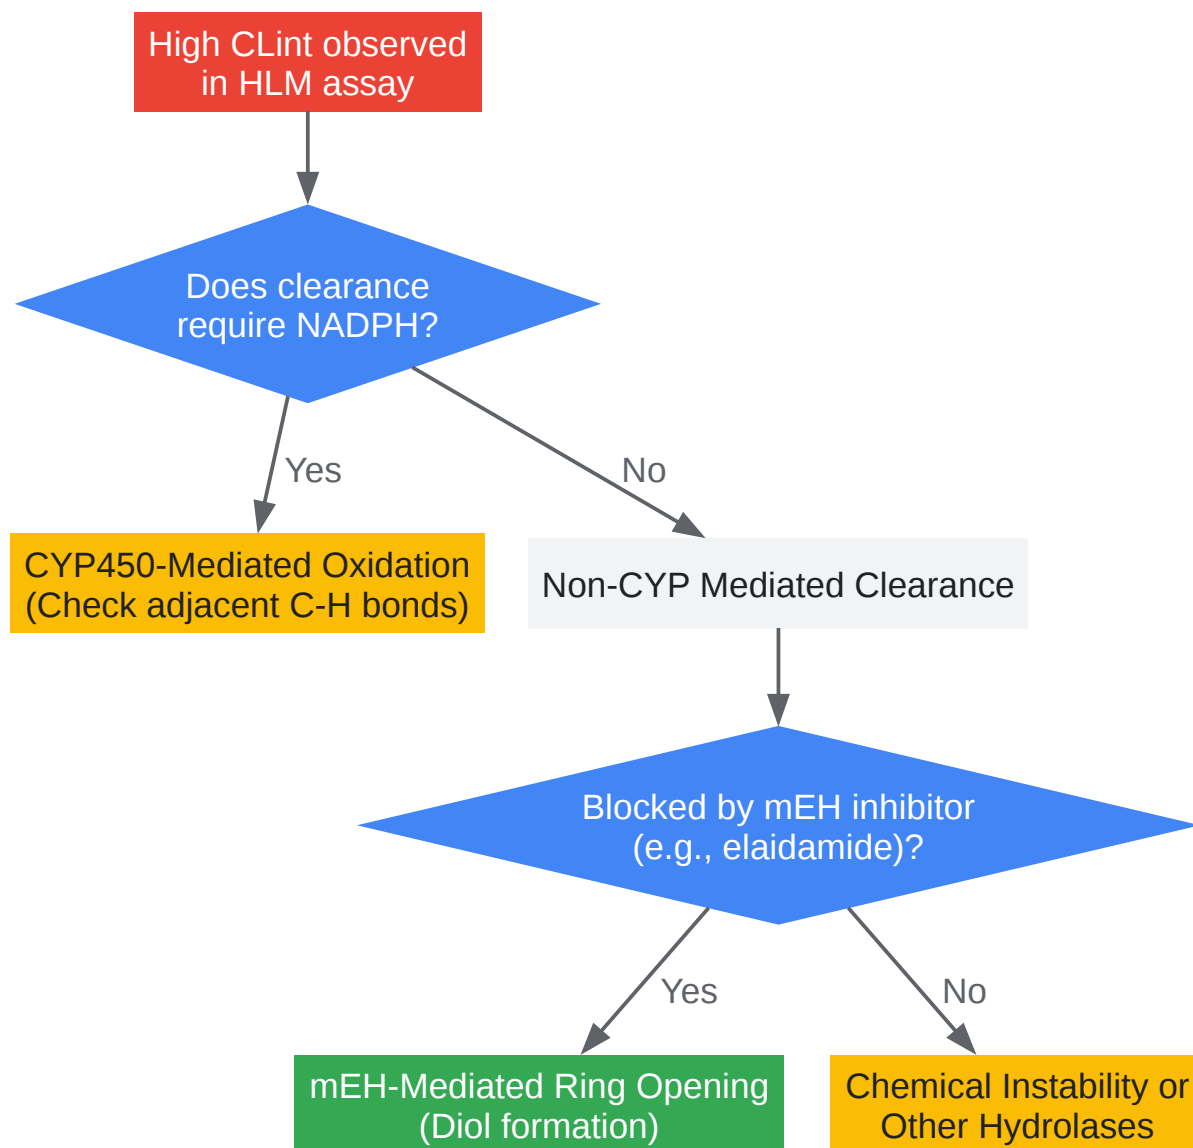 High CLint observed
in HLM assay
Does clearance
require NADPH?
Yes
No
CYP450-Mediated Oxidation
(Check adjacent C-H bonds)
Non-CYP Mediated Clearance
Blocked by mEH inhibitor
(e.g., elaidamide)?
Yes
No
mEH-Mediated Ring Opening
(Diol formation)
Chemical Instability or
Other Hydrolases